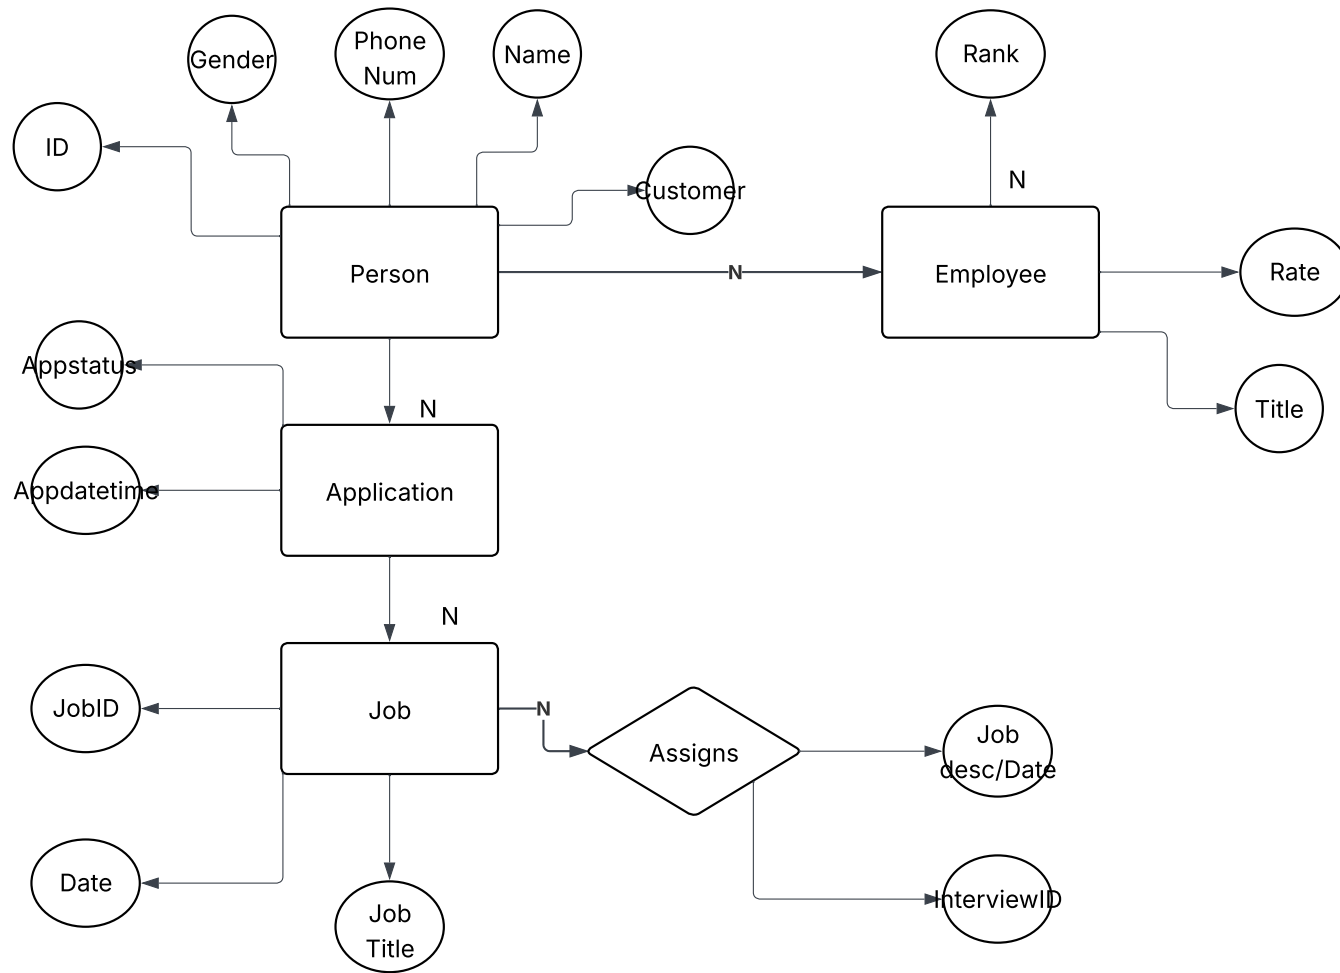 Gender
Phone
Num
Name
Rank
ID
Customer
N
Person
N
Employee
Rate
Appstatus
N
Title
Appdatetime
Application
N
JobID
Job
N
Assigns
Job
desc/Date
Date
Job
Title
InterviewID